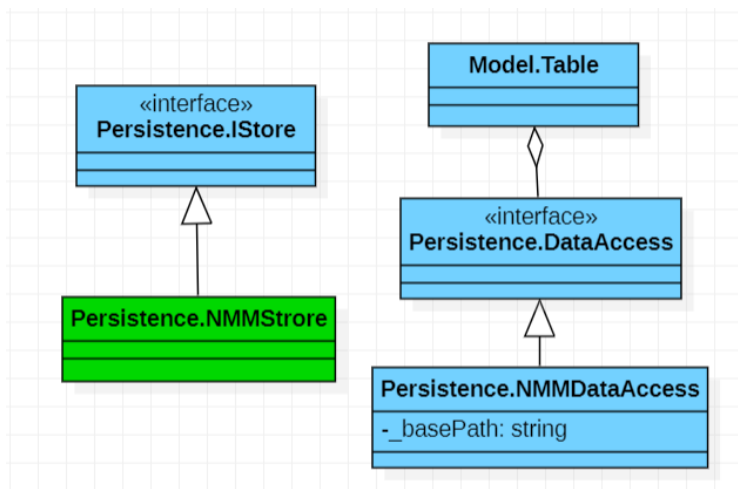 «interface»
Persistence.IStore
Persistence.NMMStrore
Model.Table
«interface»
Persistence.DataAccess
Persistence.NMMDataAccess
-_basePath: string